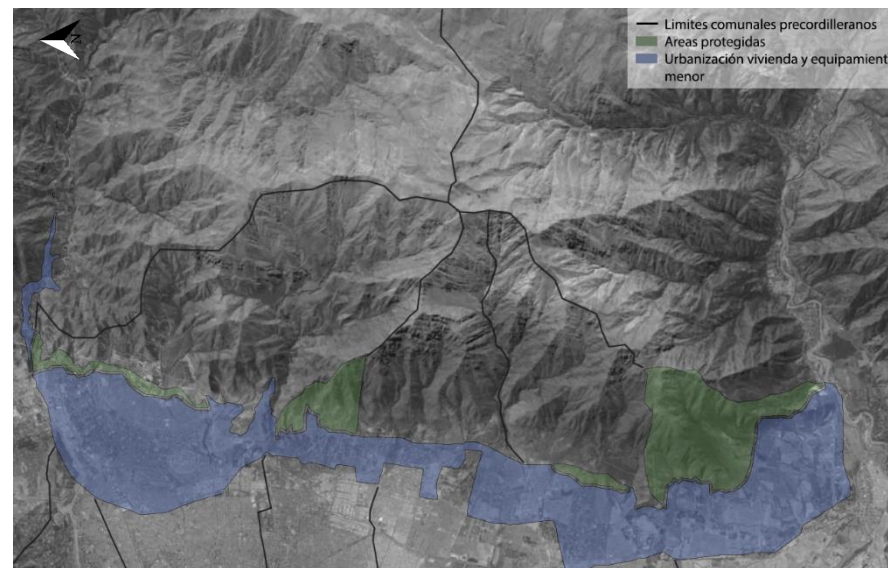 N
Limites comunales precordilleranos
Areas protegidas
Urbanización vivienda y equipamient
menor